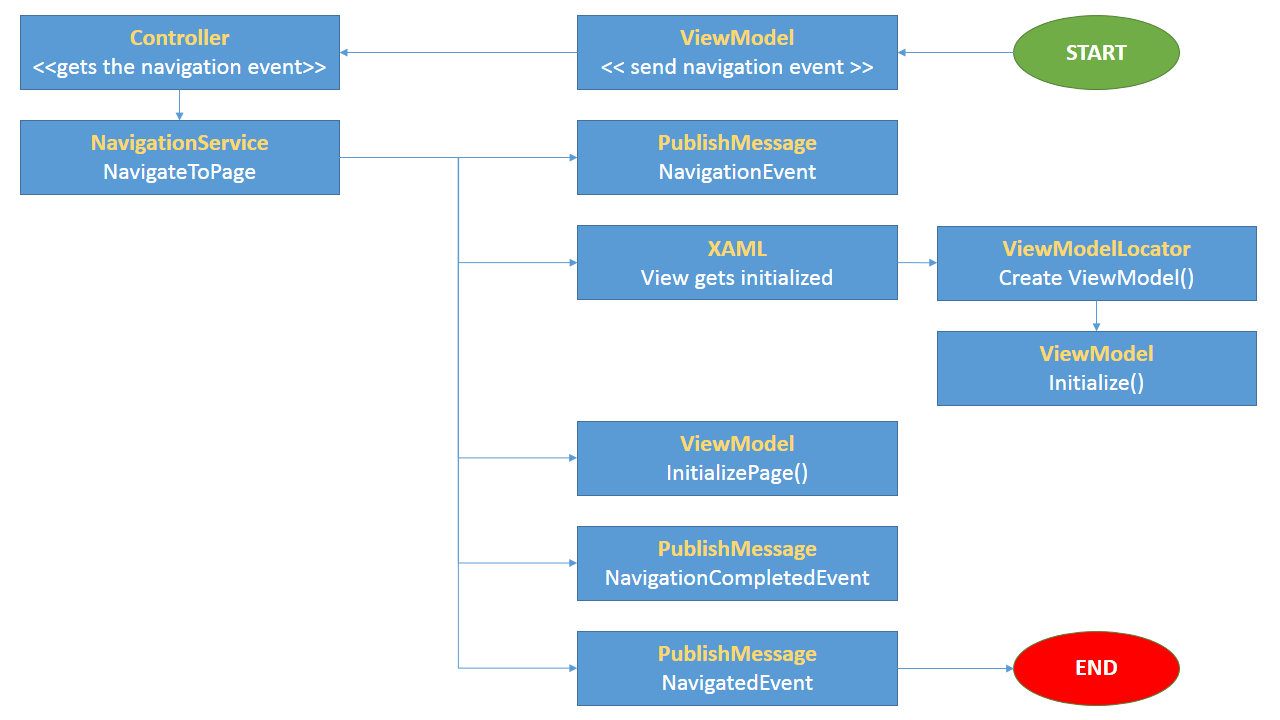 Controller
<<gets the navigation event>>
ViewModel
<< send navigation event >>
START
NavigationService
NavigateToPage
PublishMessage
NavigationEvent
XAML
View gets initialized
ViewModelLocator
Create ViewModel()
ViewModel
Initialize()
ViewModel
InitializePage()
PublishMessage
NavigationCompletedEvent
PublishMessage
NavigatedEvent
END